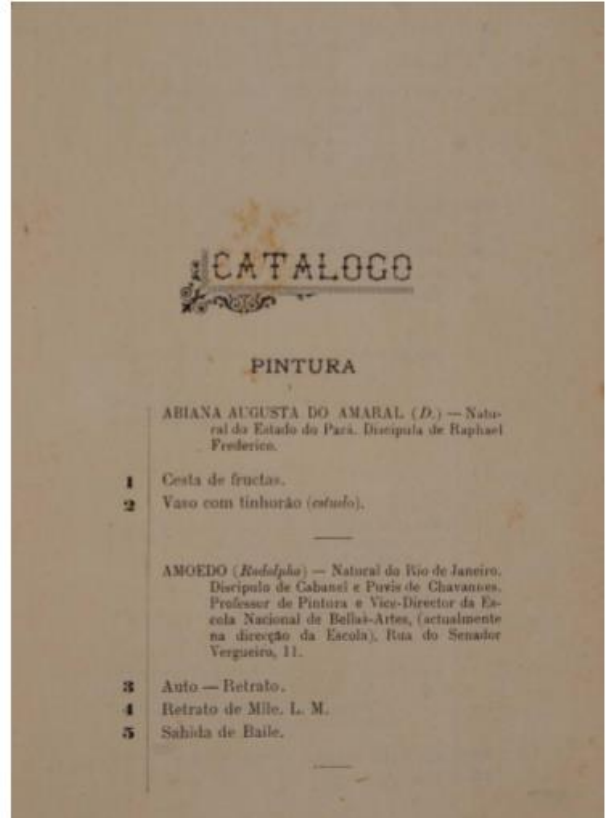 CATALOGO
PINTURA
ABIANA AUGUSTA DO AMARAL (D.) — Natu-
ral do Estado do Pará. Discipula de Raphael
Frederico.
1 Cesta de fructas.
2 Vaso com tinhorão (estudo).
AMOEDO (Rodolpho) — Natural do Rio de Janeiro.
Discipulo de Cabanel e Puvis de Chavannes.
Professor de Pintura e Vice-Director da Es-
cola Nacional de Bellas-Artes, (actualmente
na direcção da Escola). Rua do Senador
Vergueiro, 11.
3 Auto — Retrato.
4 Retrato de Mlle. L. M.
5 Sahida de Baile.